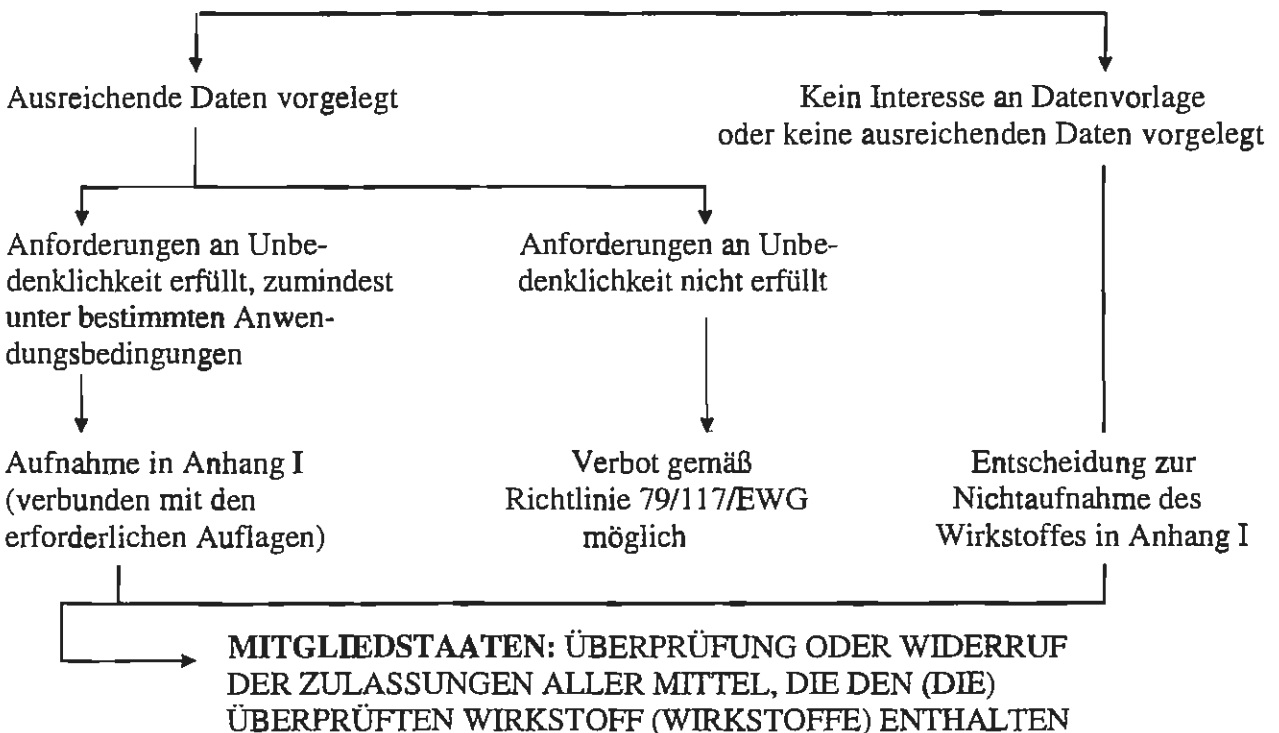 Ausreichende Daten vorgelegt
Kein Interesse an Datenvorlage
oder keine ausreichenden Daten vorgelegt
Anforderungen an Unbe-
denklichkeit erfüllt, zumindest
unter bestimmten Anwen-
dungsbedingungen
Anforderungen an Unbe-
denklichkeit nicht erfüllt
Aufnahme in Anhang I
(verbunden mit den
erforderlichen Auflagen)
Verbot gemäß
Richtlinie 79/117/EWG
möglich
Entscheidung zur
Nichtaufnahme des
Wirkstoffes in Anhang I
MITGLIEDSTAATEN: ÜBERPRÜFUNG ODER WIDERRUF
DER ZULASSUNGEN ALLER MITTEL, DIE DEN (DIE)
ÜBERPRÜFTEN WIRKSTOFF (WIRKSTOFFE) ENTHALTEN